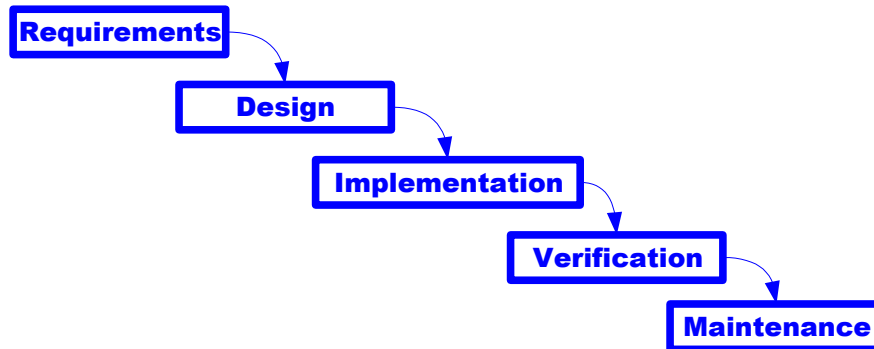 Requirements
Design
Implementation
Verification
Maintenance